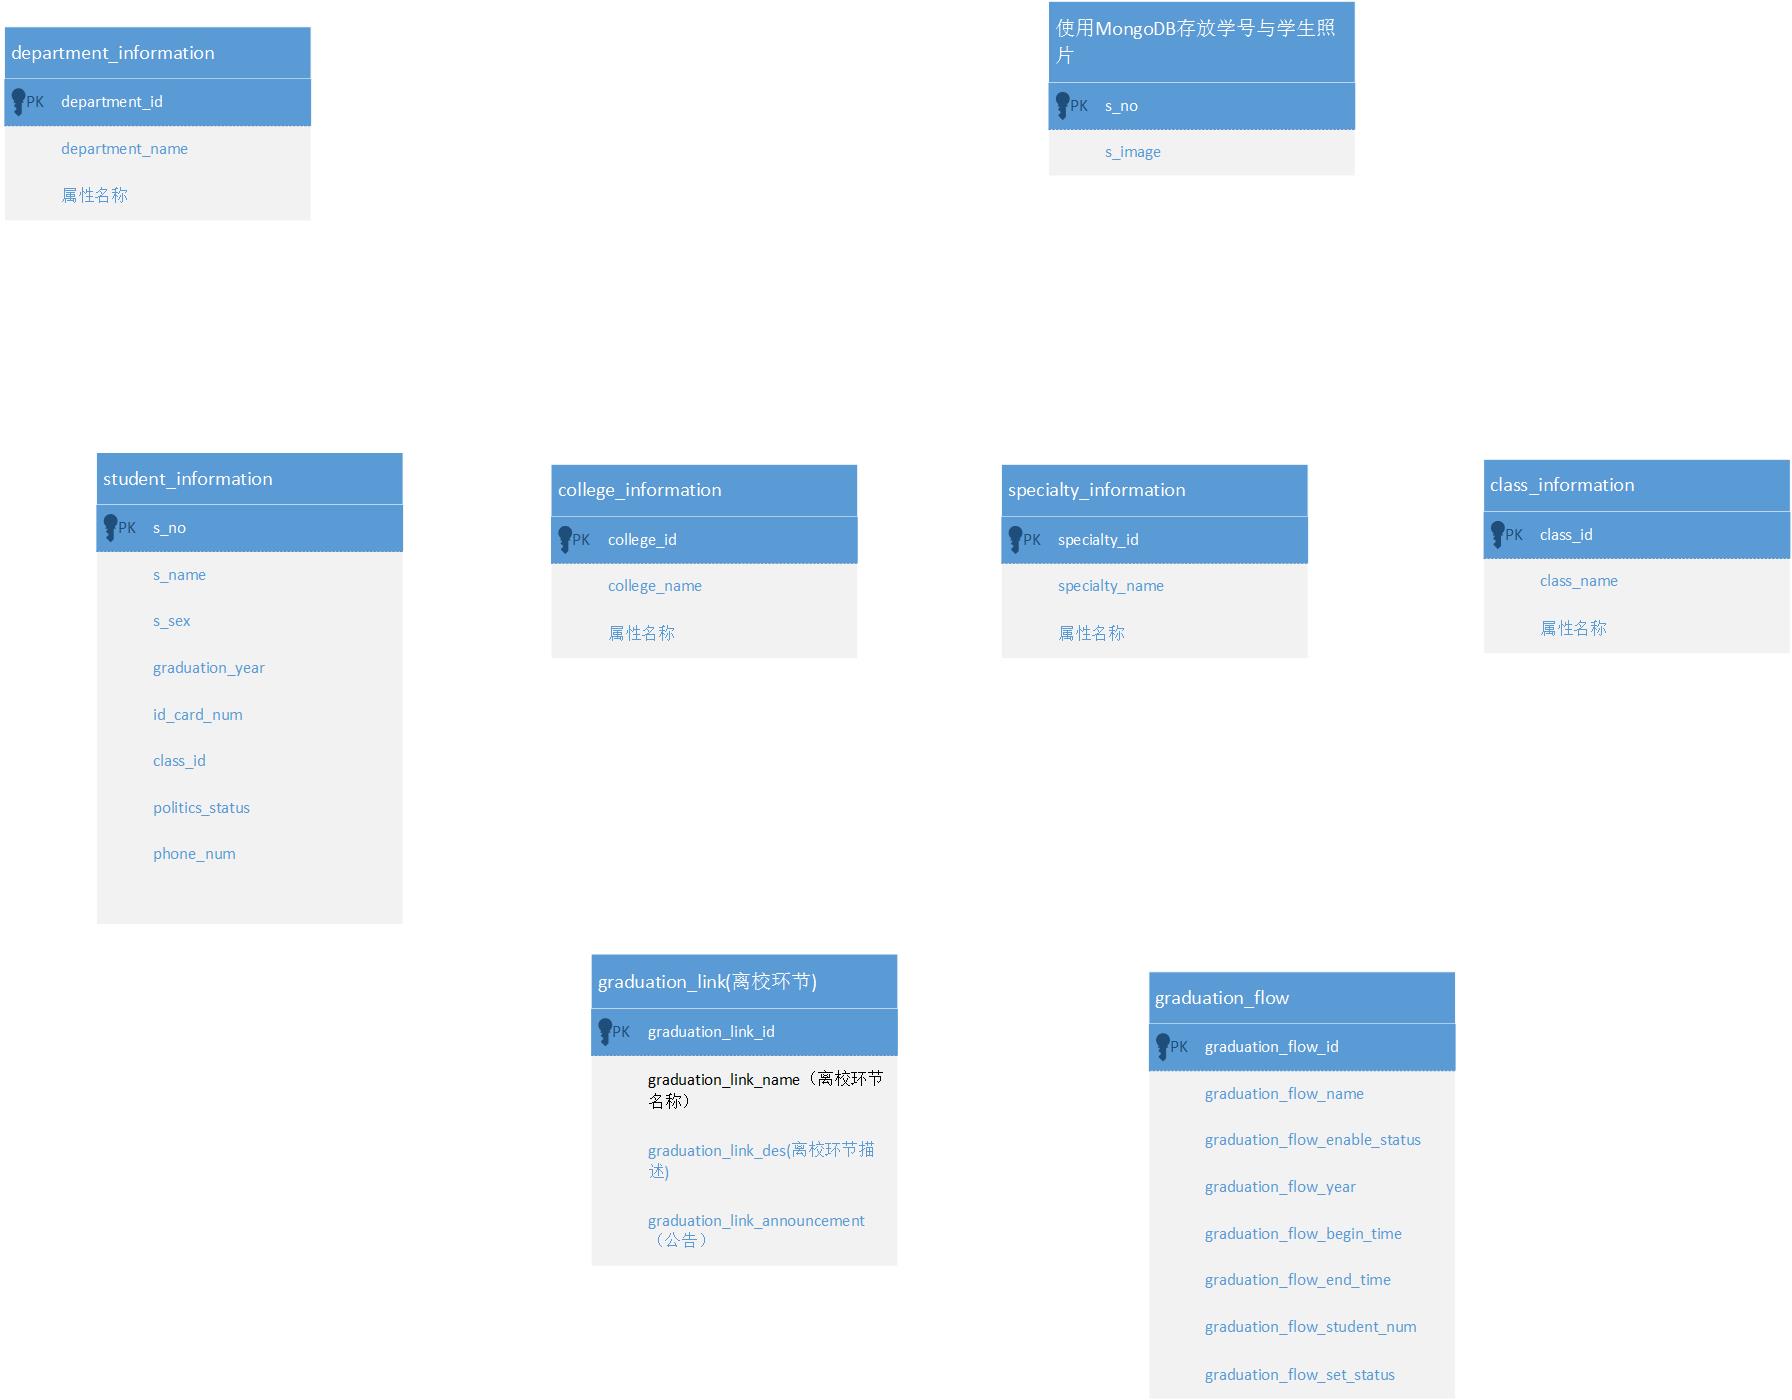 department_information
PK department_id
department_name
属性名称
使用MongoDB存放学号与学生照
片
PK s_no
s_image
student_information
PK s_no
s_name
s_sex
graduation_year
id_card_num
class_id
politics_status
phone_num
college_information
PK college_id
college_name
属性名称
specialty_information
PK specialty_id
specialty_name
属性名称
class_information
PK class_id
class_name
属性名称
graduation_link(离校环节)
PK graduation_link_id
graduation_link_name（离校环节
名称）
graduation_link_des(离校环节描
述)
graduation_link_announcement
（公告）
graduation_flow
PK graduation_flow_id
graduation_flow_name
graduation_flow_enable_status
graduation_flow_year
graduation_flow_begin_time
graduation_flow_end_time
graduation_flow_student_num
graduation_flow_set_status